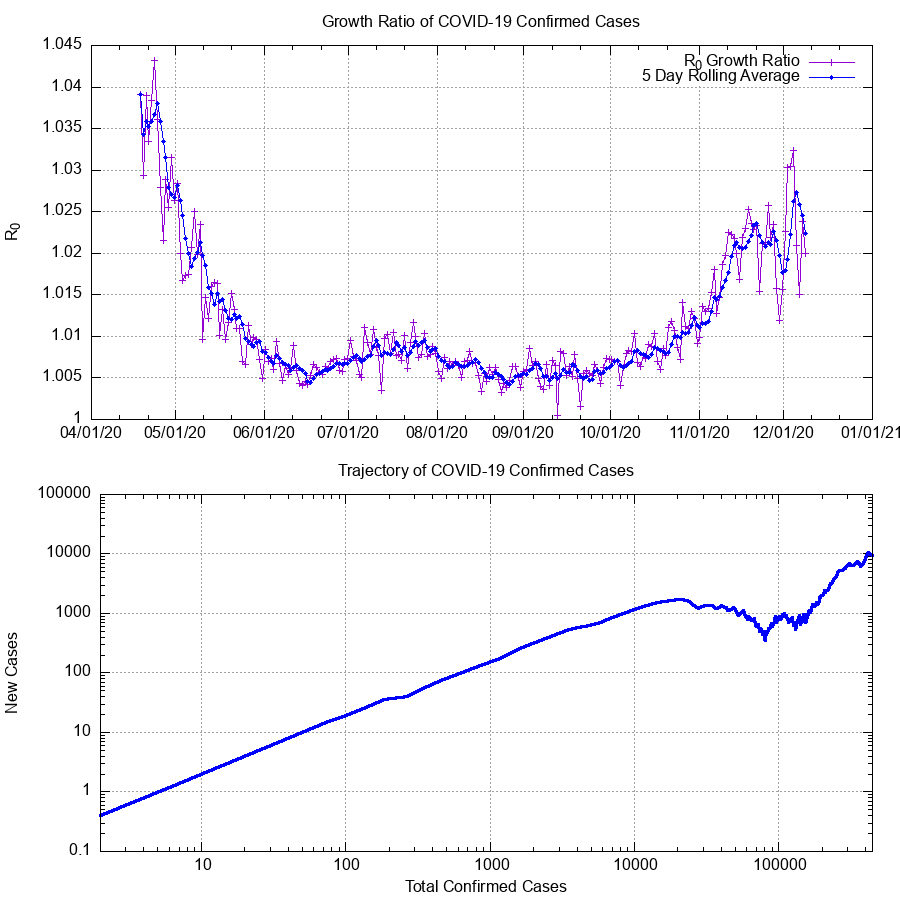 Growth Ratio of COVID-19 Confirmed Cases
1.045
1.04
1.035
1.03
1.025
1.02
1.015
1.01
1.005
1
R0
R0 Growth Ratio
5 Day Rolling Average
04/01/20 05/01/20 06/01/20 07/01/20 08/01/20 09/01/20 10/01/20 11/01/20 12/01/20 01/01/21
Trajectory of COVID-19 Confirmed Cases
100000
10000
1000
100
10
1
0.1
New Cases
10 100 1000 10000 100000
Total Confirmed Cases